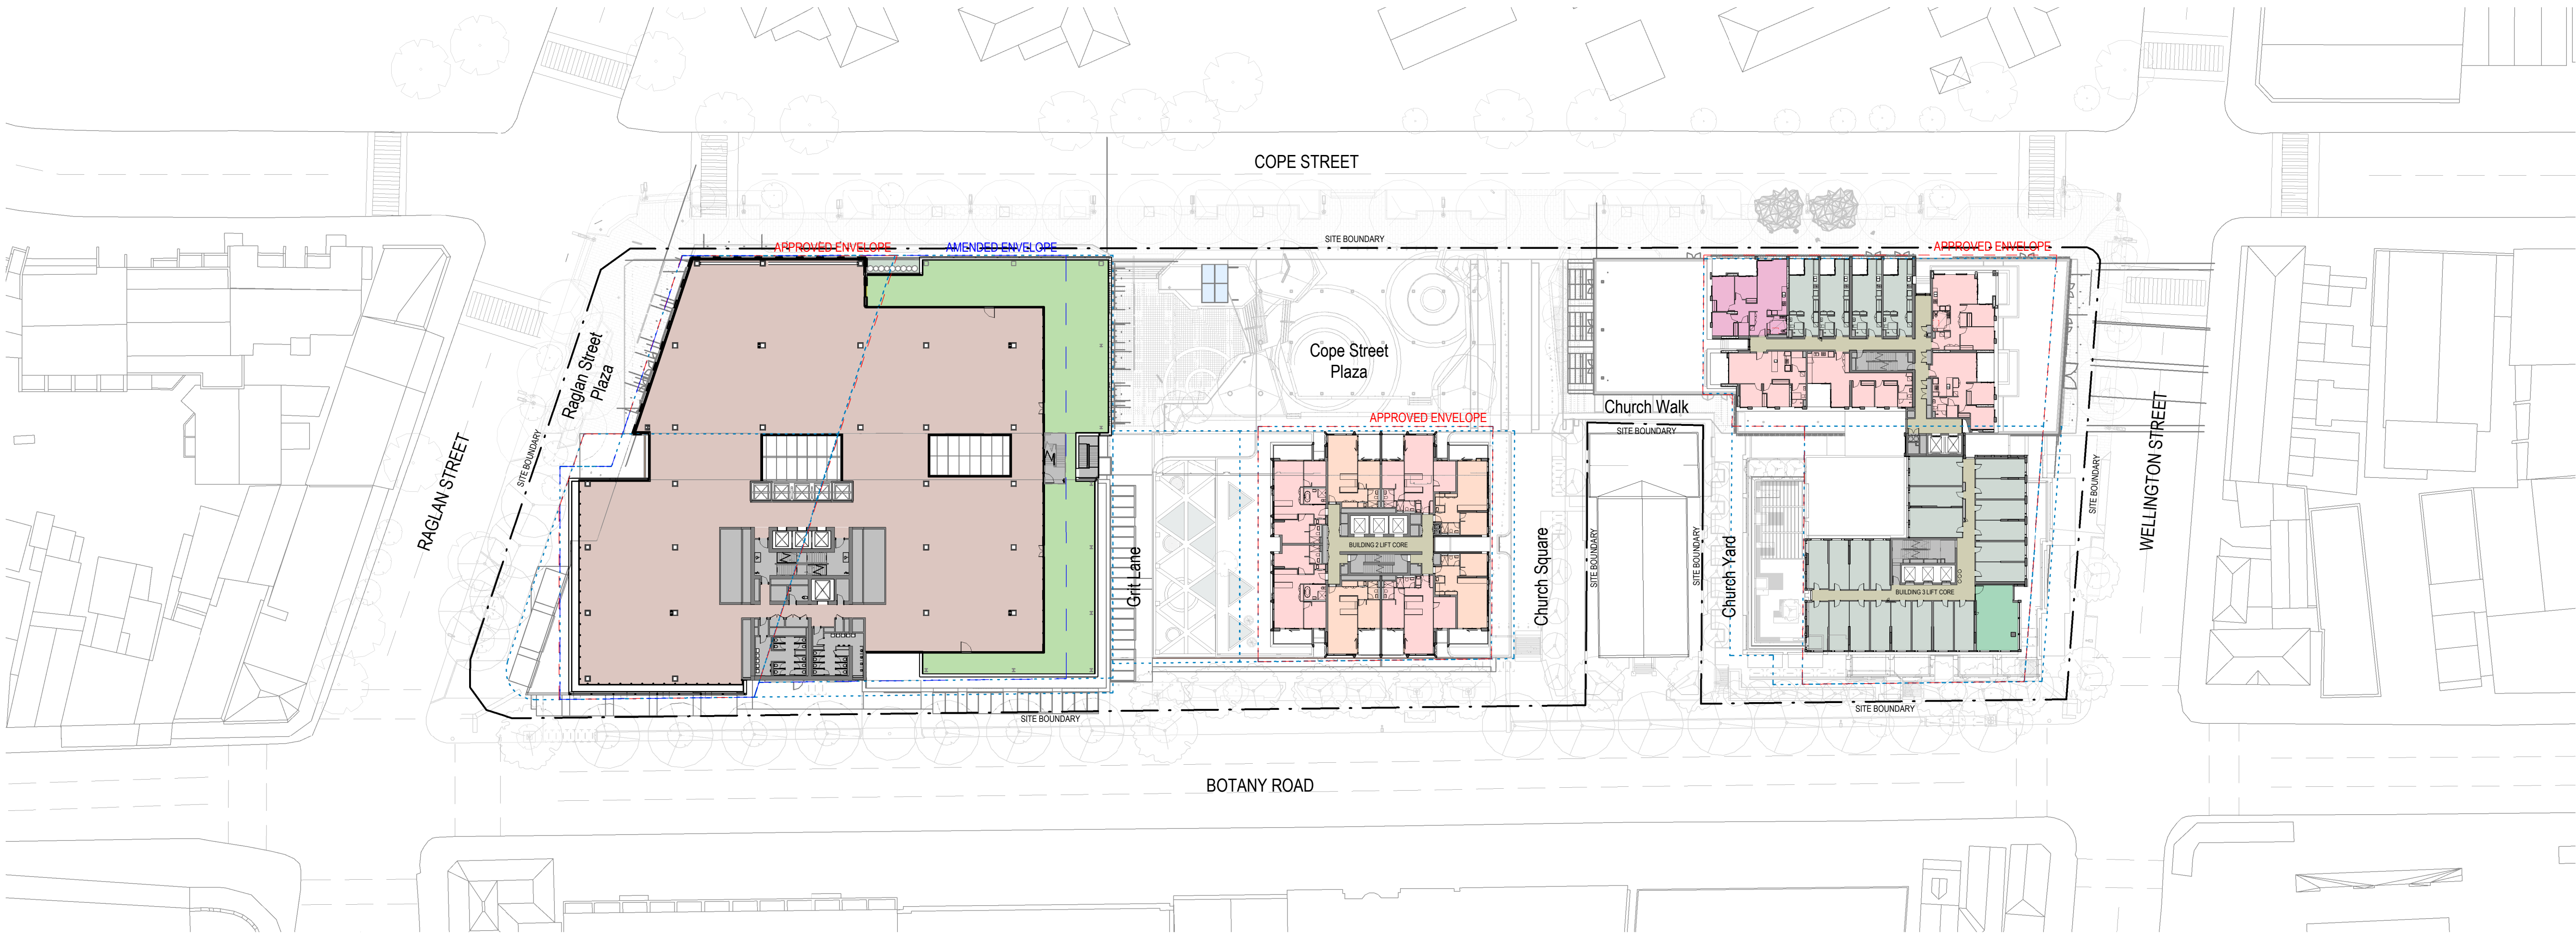 COPE STREET
SITE BOUNDARY
APPROVED ENVELOPE
AMENDED ENVELOPE
APPROVED ENVELOPE
Raglan Street
Plaza
Cope Street
Plaza
APPROVED ENVELOPE
Church Walk
SITE BOUNDARY
SITE BOUNDARY
RAGLAN STREET
Grit Lane
BUILDING 2 LIFT CORE
Church Square
SITE BOUNDARY
SITE BOUNDARY
Church Yard
BUILDING 3 LIFT CORE
SITE BOUNDARY
WELLINGTON STREET
SITE BOUNDARY
SITE BOUNDARY
BOTANY ROAD